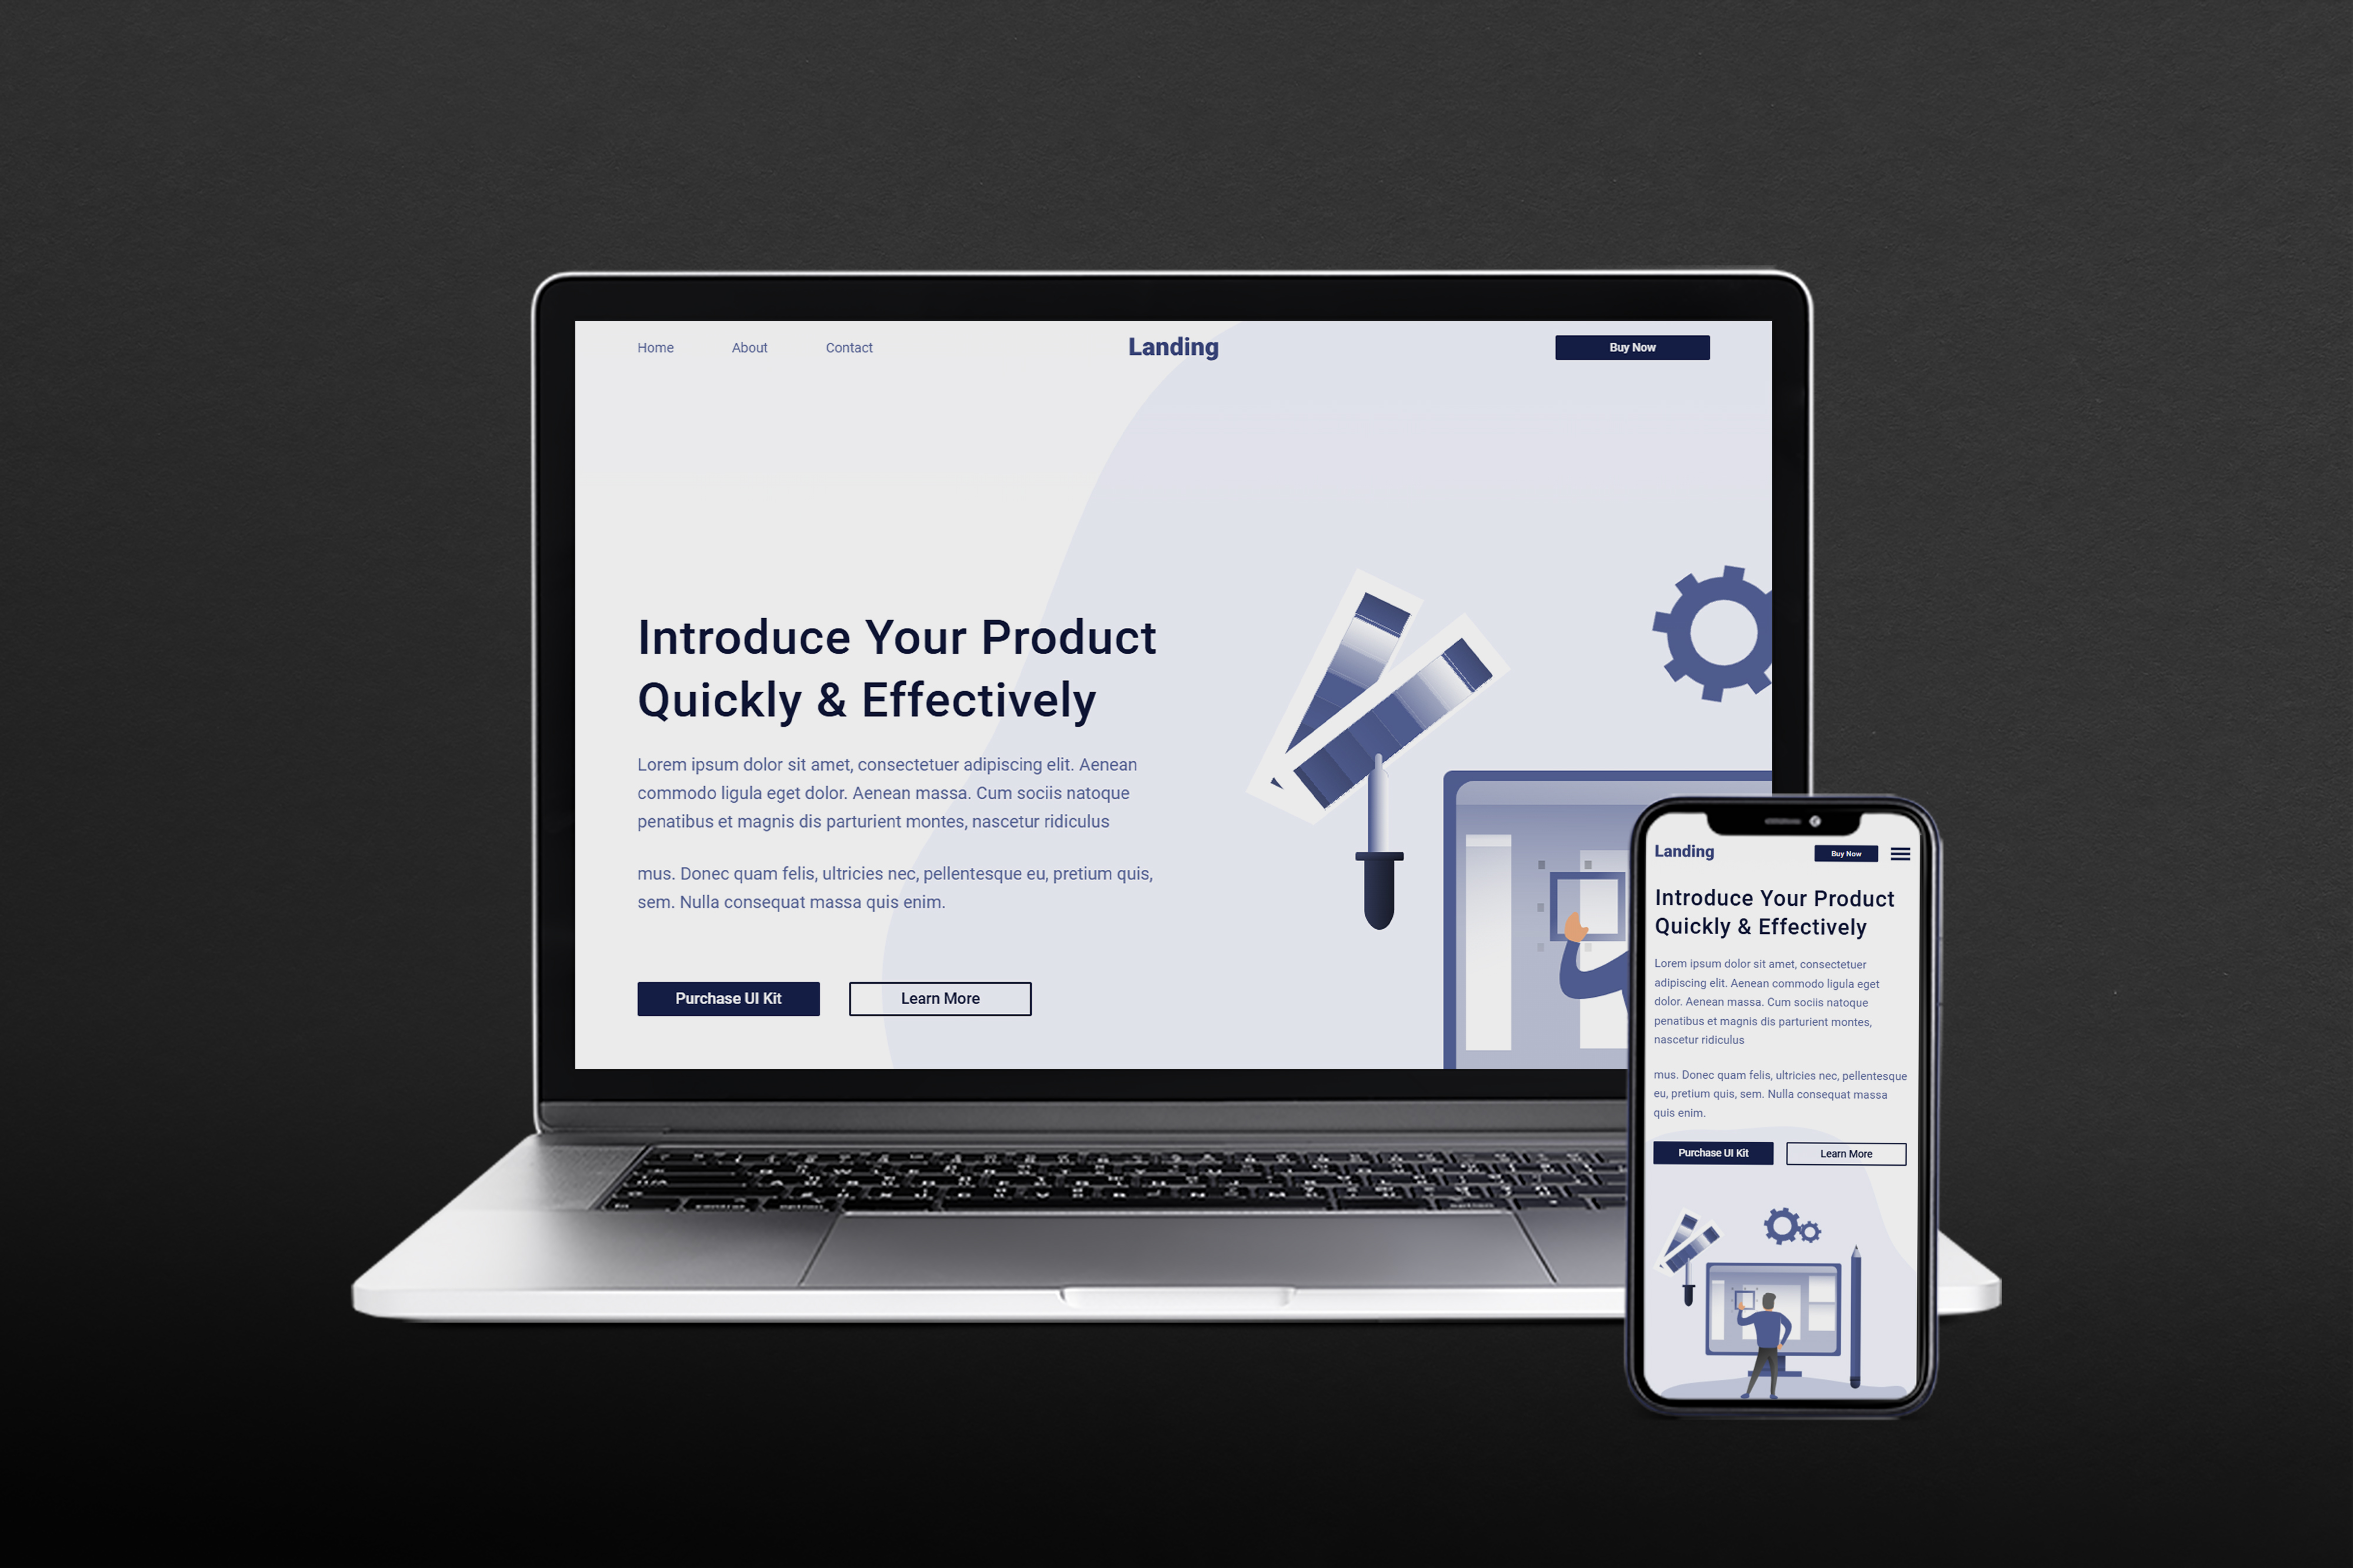 Home About Contact Landing Buy Now
Introduce Your Product
Quickly & Effectively
Lorem ipsum dolor sit amet, consectetuer adipiscing elit. Aenean
commodo ligula eget dolor. Aenean massa. Cum sociis natoque
penatibus et magnis dis parturient montes, nascetur ridiculus
mus. Donec quam felis, ultricies nec, pellentesque eu, pretium quis,
sem. Nulla consequat massa quis enim.
Purchase UI Kit Learn More
Landing Buy Now
Introduce Your Product
Quickly & Effectively
Lorem ipsum dolor sit amet, consectetuer
adipiscing elit. Aenean commodo ligula eget
dolor. Aenean massa. Cum sociis natoque
penatibus et magnis dis parturient montes,
nascetur ridiculus
mus. Donec quam felis, ultricies nec, pellentesque
eu, pretium quis, sem. Nulla consequat massa
quis enim.
Purchase UI Kit Learn More